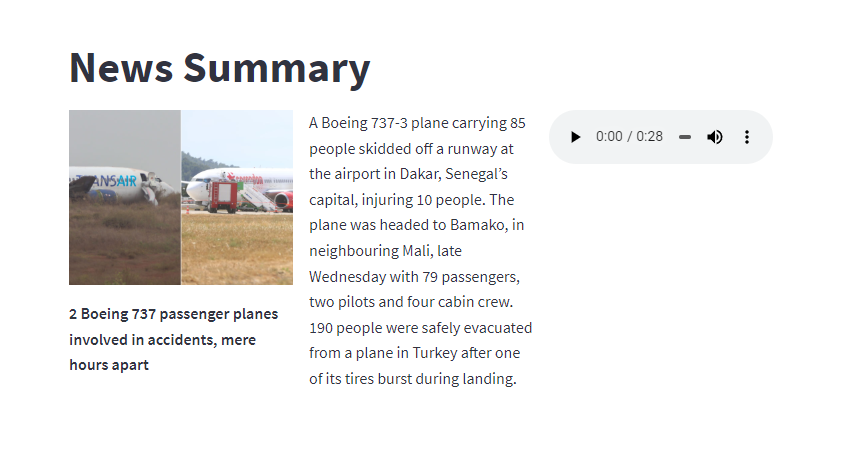 News Summary
TRANSAIR
2 Boeing 737 passenger planes
involved in accidents, mere
hours apart
A Boeing 737-3 plane carrying 85
people skidded off a runway at
the airport in Dakar, Senegal’s
capital, injuring 10 people. The
plane was headed to Bamako, in
neighbouring Mali, late
Wednesday with 79 passengers,
two pilots and four cabin crew.
190 people were safely evacuated
from a plane in Turkey after one
of its tires burst during landing.
0:00 / 0:28